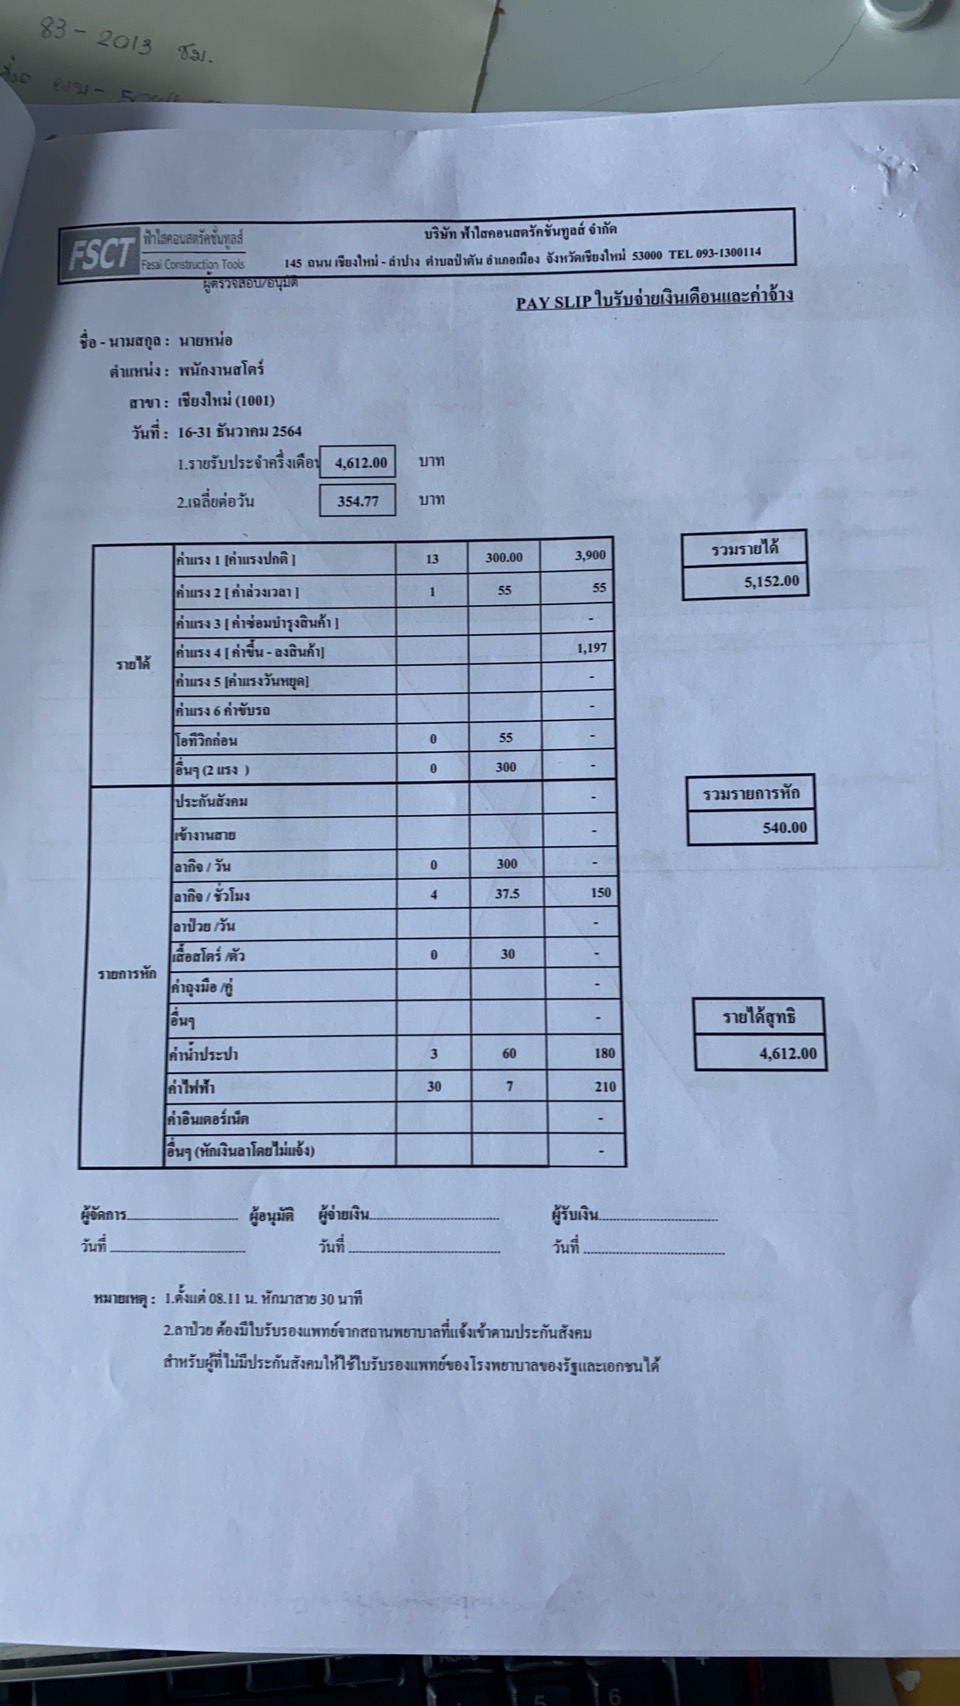 83 - 2013 ชม.
FSCT
ฟ้าใสคอนสตรัคชั่นทูลส์
Fasai Construction Tools
บริษัท ฟ้าใสคอนสตรัคชั่นทูลส์ จำกัด
145 ถนน เชียงใหม่ - ลำปาง ตำบลป่าตัน อำเภอเมือง จังหวัดเชียงใหม่ 53000 TEL 093-1300114
ผู้ตรวจสอบ/อนุมัติ
PAY SLIP ใบรับจ่ายเงินเดือนและค่าจ้าง
ชื่อ - นามสกุล : นายหน่อ
ตำแหน่ง : พนักงานสโตร์
สาขา : เชียงใหม่ (1001)
วันที่ : 16-31 ธันวาคม 2564
1.รายรับประจำครึ่งเดือน 4,612.00 บาท
2.เฉลี่ยต่อวัน 354.77 บาท
รายได้
ค่าแรง 1 [ค่าแรงปกติ ] 13 300.00 3,900
ค่าแรง 2 [ ค่าล่วงเวลา ] 1 55 55
ค่าแรง 3 [ ค่าซ่อมบำรุงสินค้า ] -
ค่าแรง 4 [ ค่าขึ้น - ลงสินค้า] 1,197
ค่าแรง 5 [ค่าแรงวันหยุด] -
ค่าแรง 6 ค่าขับรถ -
โอทีวิกก่อน 0 55 -
อื่นๆ (2 แรง ) 0 300 -
รวมรายได้
5,152.00
รายการหัก
ประกันสังคม -
เข้างานสาย -
ลากิจ / วัน 0 300 -
ลากิจ / ชั่วโมง 4 37.5 150
ลาป่วย /วัน -
เสื้อสโตร์ /ตัว 0 30 -
ค่าถุงมือ /คู่ -
อื่นๆ -
ค่าน้ำประปา 3 60 180
ค่าไฟฟ้า 30 7 210
ค่าอินเตอร์เน็ต -
อื่นๆ (หักเงินลาโดยไม่แจ้ง) -
รวมรายการหัก
540.00
รายได้สุทธิ
4,612.00
ผู้จัดการ.............................. ผู้อนุมัติ ผู้จ่ายเงิน.............................. ผู้รับเงิน..............................
วันที่ .............................. วันที่ .............................. วันที่ ..............................
หมายเหตุ : 1.ตั้งแต่ 08.11 น. หักมาสาย 30 นาที
2.ลาป่วย ต้องมีใบรับรองแพทย์จากสถานพยาบาลที่แจ้งเข้าตามประกันสังคม
สำหรับผู้ที่ไม่มีประกันสังคมให้ใช้ใบรับรองแพทย์ของโรงพยาบาลของรัฐและเอกชนได้